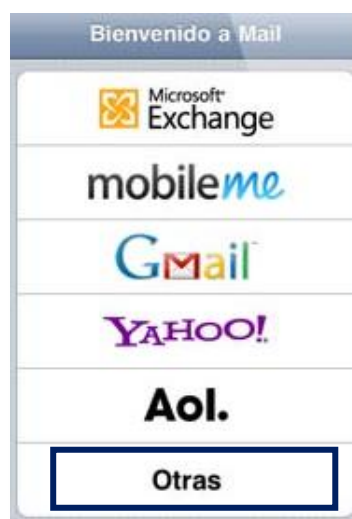 Bienvenido a Mail
Microsoft
Exchange
mobileme
Gmail
YAHOO!
Aol.
Otras